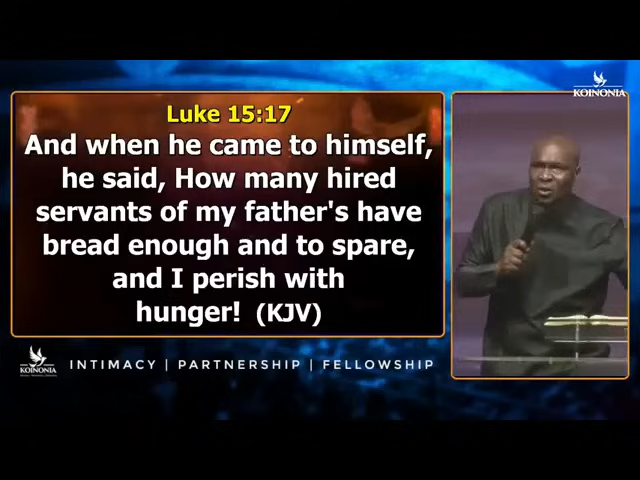 KOINONIA
Luke 15:17
And when he came to himself,
he said, How many hired
servants of my father's have
bread enough and to spare,
and I perish with
hunger! (KJV)
KOINONIA
INTIMACY | PARTNERSHIP | FELLOWSHIP